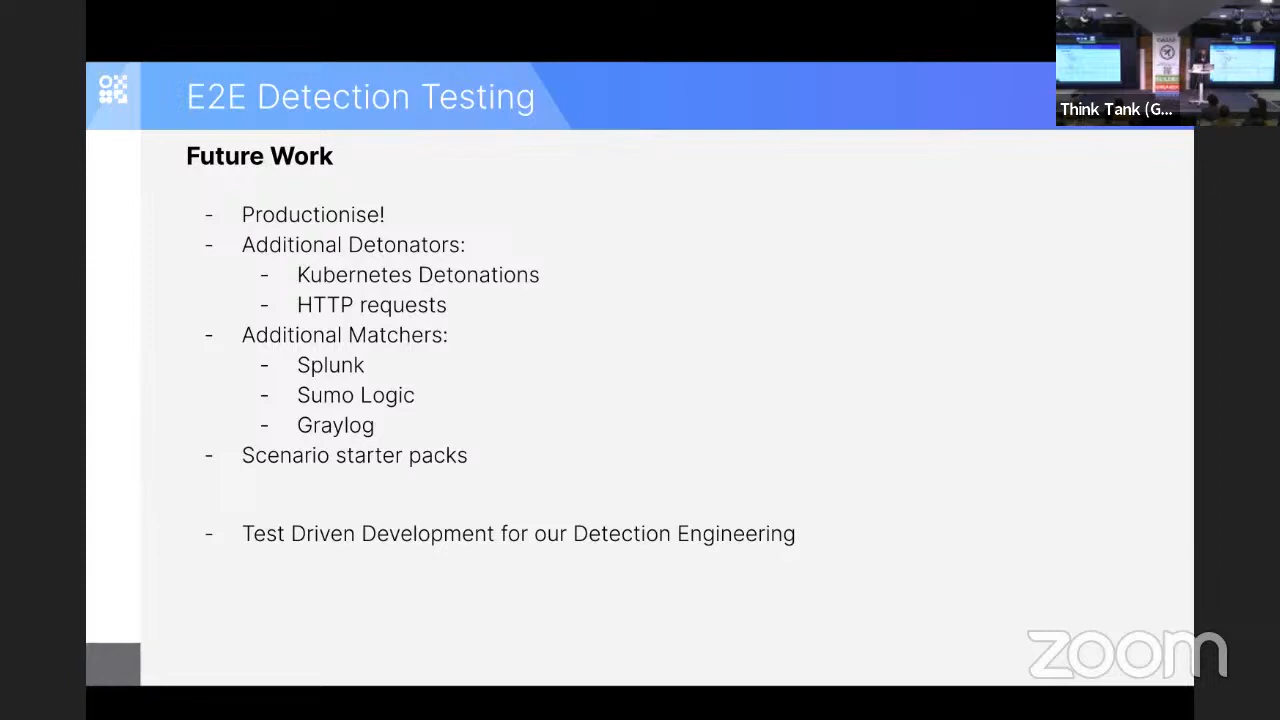 E2E Detection Testing
Think Tank (G...
Future Work
- Productionise!
- Additional Detonators:
- Kubernetes Detonations
- HTTP requests
- Additional Matchers:
- Splunk
- Sumo Logic
- Graylog
- Scenario starter packs
- Test Driven Development for our Detection Engineering
zoom